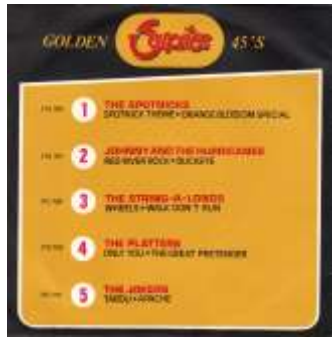 GOLDEN Eurodisc 45'S
1 THE SPOTNICKS
SPOTNICK THEME • ORANGE BLOSSOM SPECIAL
2 JOHNNY AND THE HURRICANES
RED RIVER ROCK • BUCKEYE
3 THE STRING-A-LONGS
WHEELS • WALK DON'T RUN
4 THE PLATTERS
ONLY YOU • THE GREAT PRETENDER
5 THE JOKERS
TABOU • APACHE